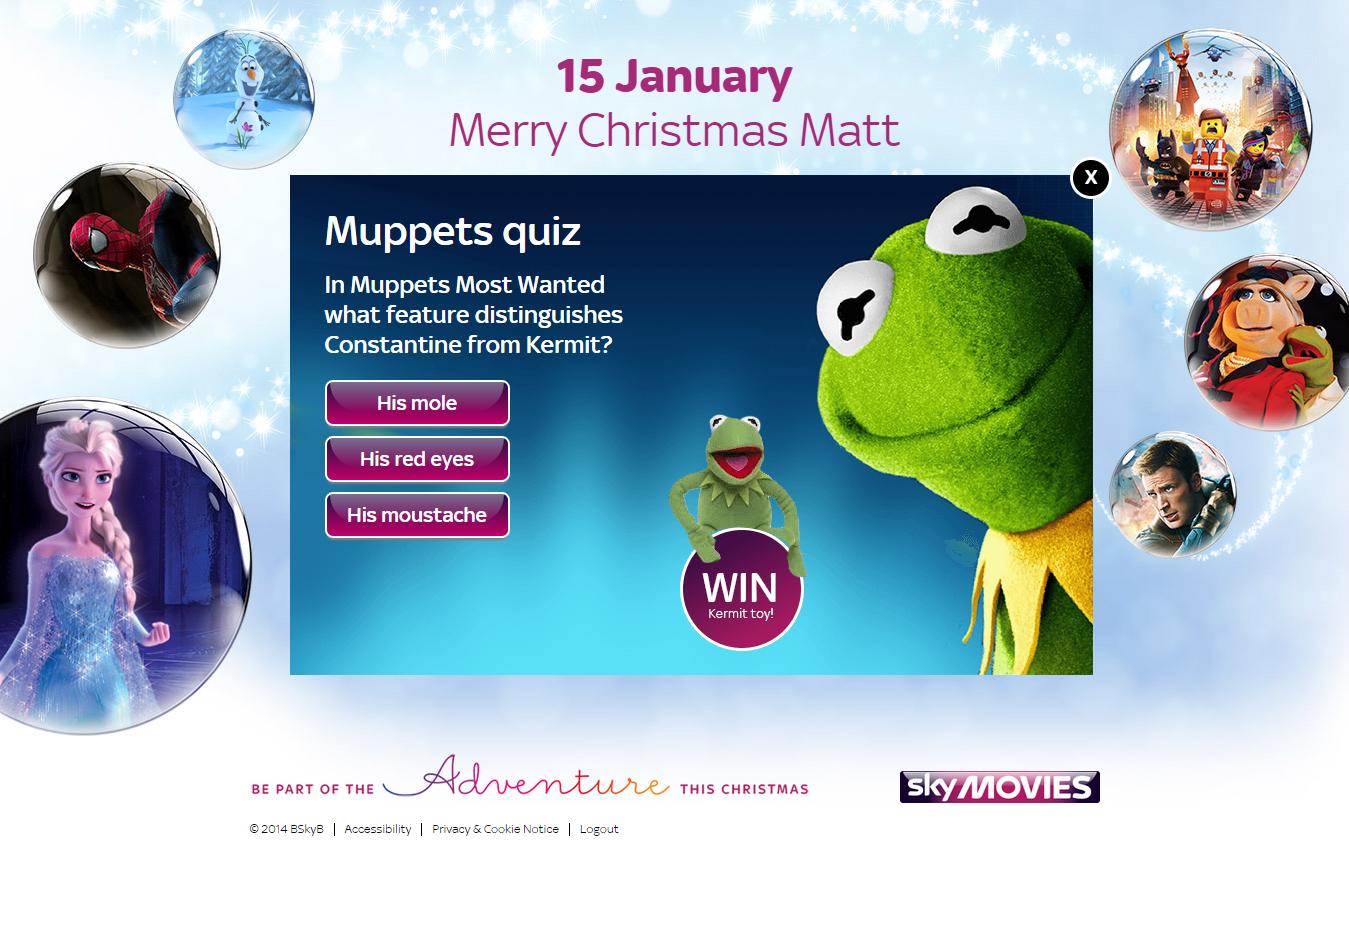 15 January
Merry Christmas Matt
X
Muppets quiz
In Muppets Most Wanted
what feature distinguishes
Constantine from Kermit?
His mole
His red eyes
His moustache
WIN
Kermit toy!
BE PART OF THE Adventure THIS CHRISTMAS
sky MOVIES
© 2014 BSkyB | Accessibility | Privacy & Cookie Notice | Logout